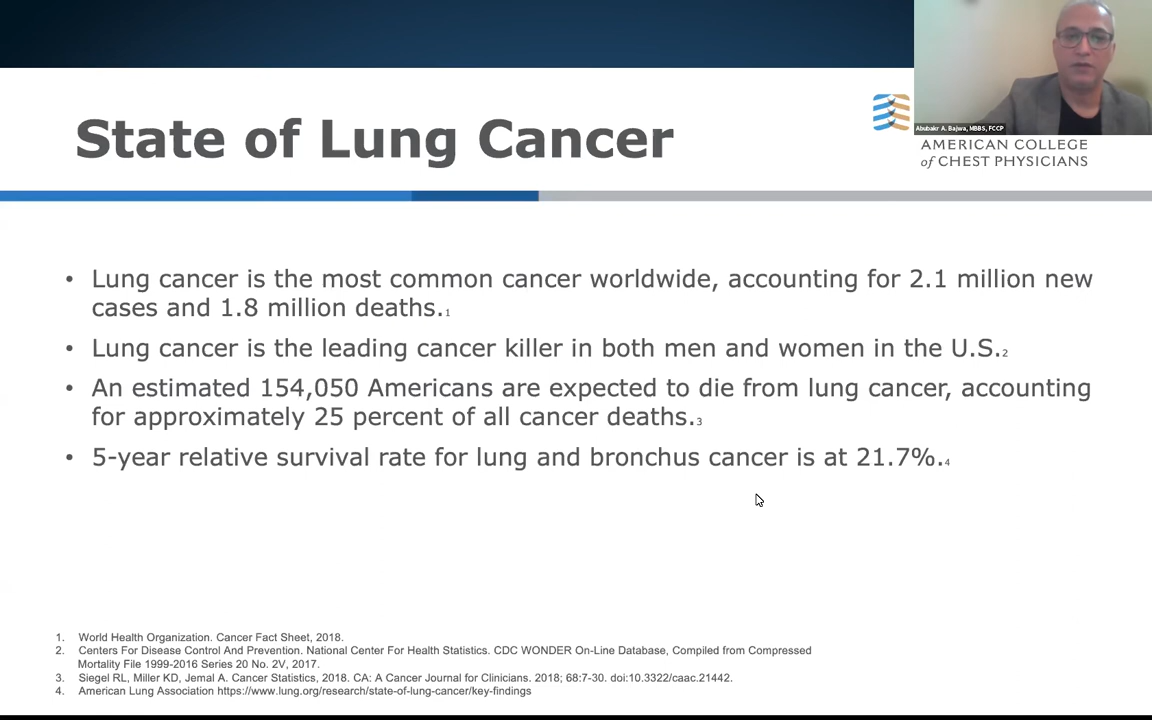 State of Lung Cancer
Abubakr A. Bajwa, MBBS, FCCP
AMERICAN COLLEGE
of CHEST PHYSICIANS
• Lung cancer is the most common cancer worldwide, accounting for 2.1 million new
cases and 1.8 million deaths.1
• Lung cancer is the leading cancer killer in both men and women in the U.S.2
• An estimated 154,050 Americans are expected to die from lung cancer, accounting
for approximately 25 percent of all cancer deaths.3
• 5-year relative survival rate for lung and bronchus cancer is at 21.7%.4
1. World Health Organization. Cancer Fact Sheet, 2018.
2. Centers For Disease Control And Prevention. National Center For Health Statistics. CDC WONDER On-Line Database, Compiled from Compressed
Mortality File 1999-2016 Series 20 No. 2V, 2017.
3. Siegel RL, Miller KD, Jemal A. Cancer Statistics, 2018. CA: A Cancer Journal for Clinicians. 2018; 68:7-30. doi:10.3322/caac.21442.
4. American Lung Association https://www.lung.org/research/state-of-lung-cancer/key-findings